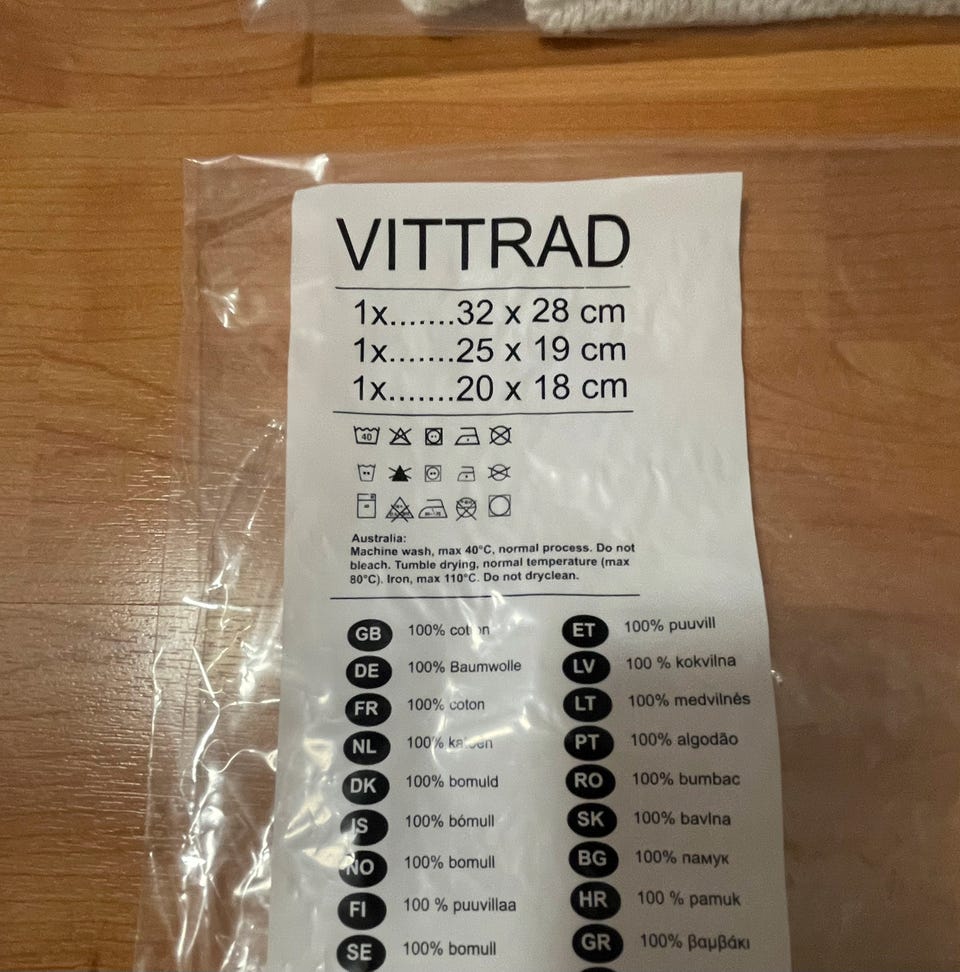 VITTRAD
1x.......32 x 28 cm
1x.......25 x 19 cm
1x.......20 x 18 cm
40
Australia:
Machine wash, max 40°C, normal process. Do not
bleach. Tumble drying, normal temperature (max
80°C). Iron, max 110°C. Do not dryclean.
GB 100% cotton
DE 100% Baumwolle
FR 100% coton
NL 100% katoen
DK 100% bomuld
IS 100% bómull
NO 100% bomull
FI 100 % puuvillaa
SE 100% bomull
ET 100% puuvill
LV 100 % kokvilna
LT 100% medvilnės
PT 100% algodão
RO 100% bumbac
SK 100% bavlna
BG 100% памук
HR 100 % pamuk
GR 100% βαμβάκι